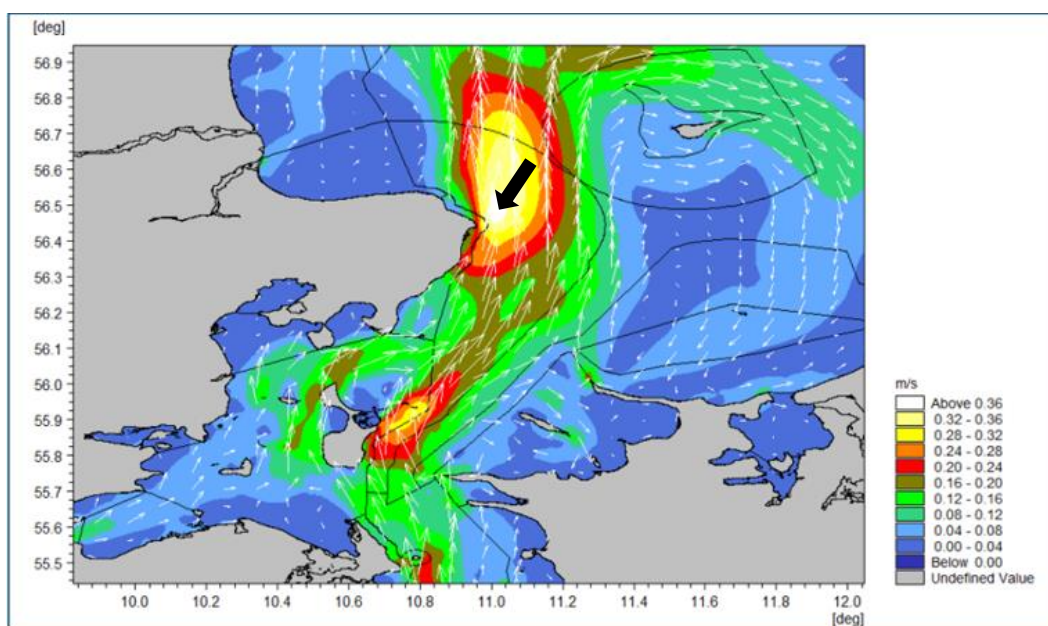 [deg]
56.9
56.8
56.7
56.6
56.5
56.4
56.3
56.2
56.1
56.0
55.9
55.8
55.7
55.6
55.5
10.0 10.2 10.4 10.6 10.8 11.0 11.2 11.4 11.6 11.8 12.0
[deg]
m/s
Above 0.36
0.32 - 0.36
0.28 - 0.32
0.24 - 0.28
0.20 - 0.24
0.16 - 0.20
0.12 - 0.16
0.08 - 0.12
0.04 - 0.08
0.00 - 0.04
Below 0.00
Undefined Value